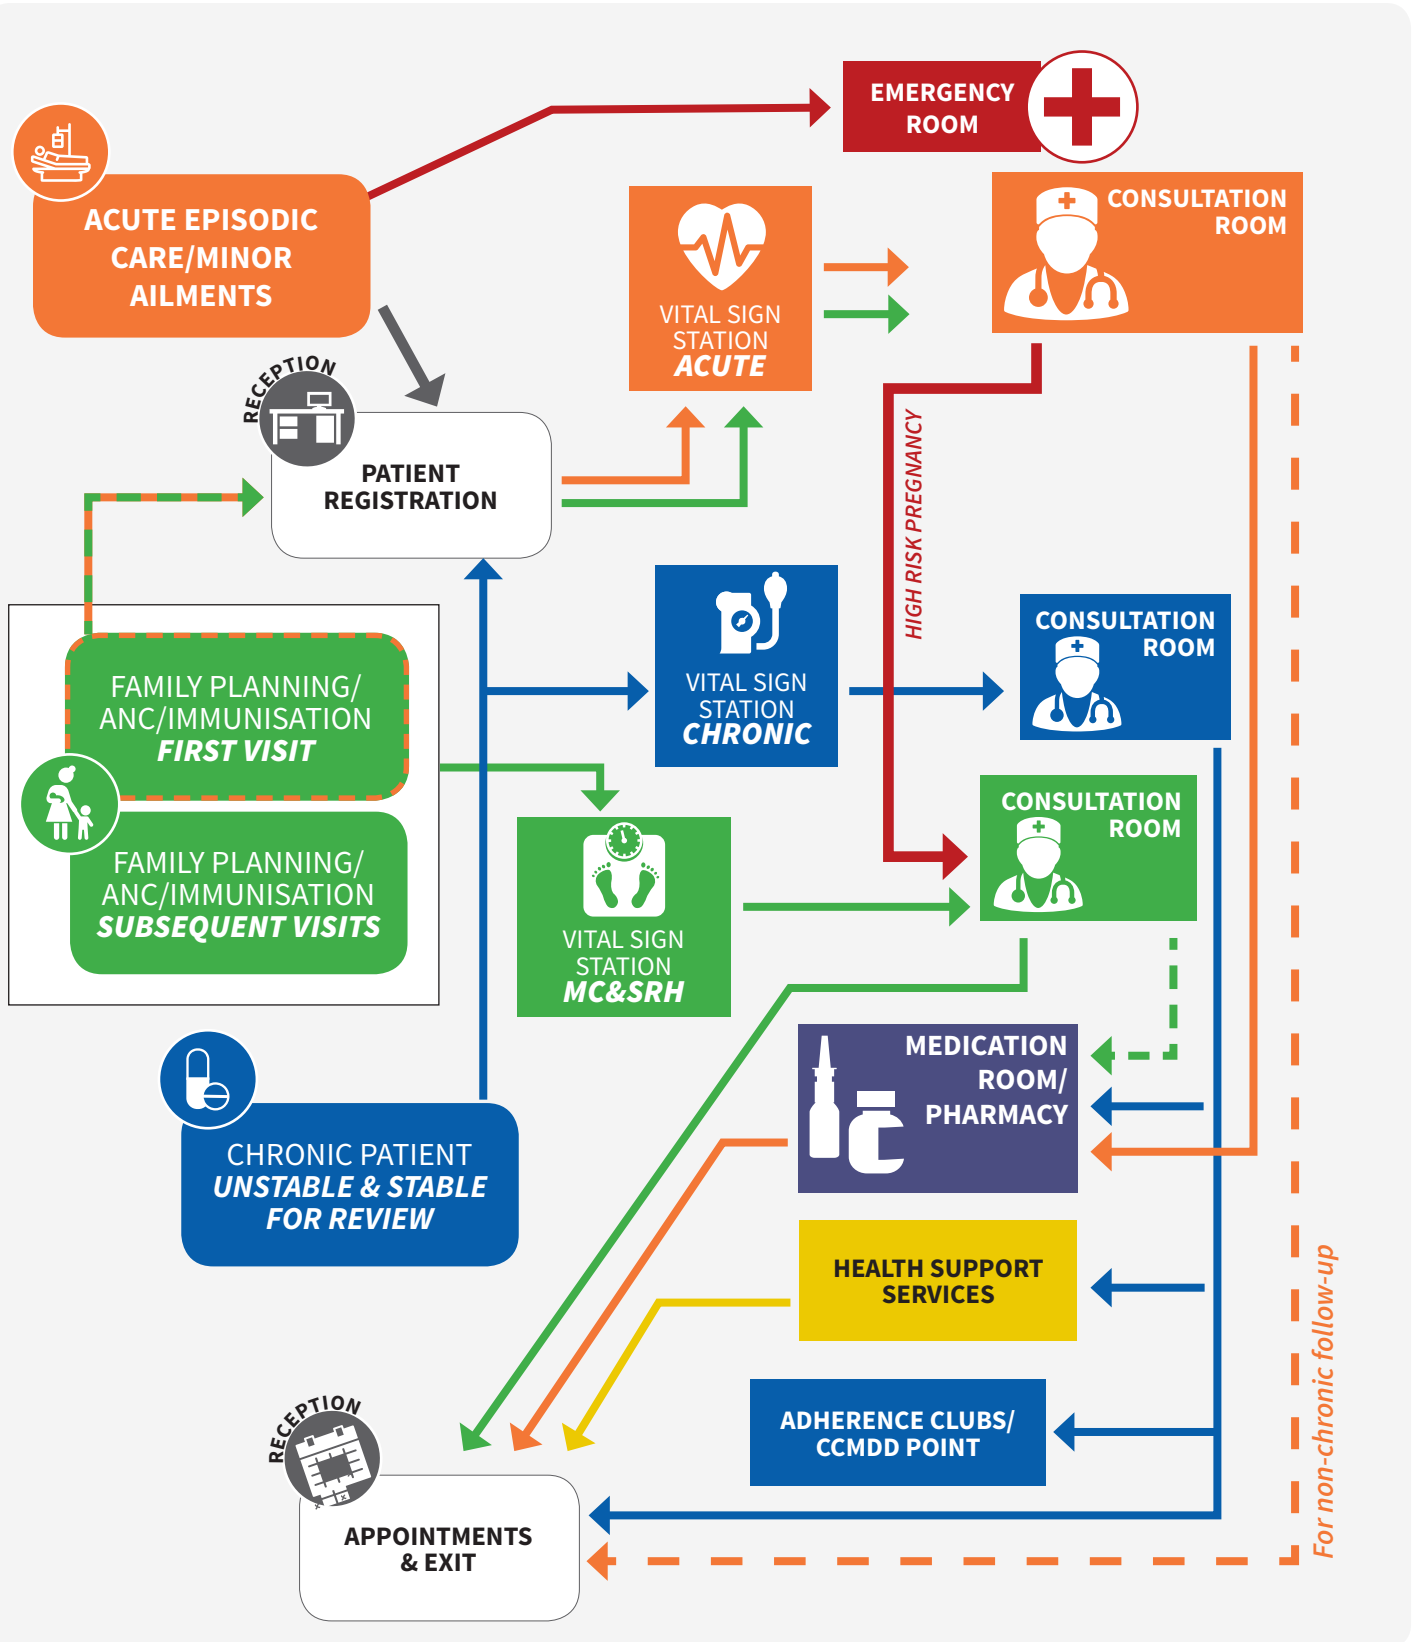 EMERGENCY
ROOM
ACUTE EPISODIC
CARE/MINOR
AILMENTS
VITAL SIGN
STATION
ACUTE
CONSULTATION
ROOM
RECEPTION
PATIENT
REGISTRATION
HIGH RISK PREGNANCY
FAMILY PLANNING/
ANC/IMMUNISATION
FIRST VISIT
VITAL SIGN
STATION
CHRONIC
CONSULTATION
ROOM
FAMILY PLANNING/
ANC/IMMUNISATION
SUBSEQUENT VISITS
VITAL SIGN
STATION
MC&SRH
CONSULTATION
ROOM
MEDICATION
ROOM/
PHARMACY
CHRONIC PATIENT
UNSTABLE & STABLE
FOR REVIEW
HEALTH SUPPORT
SERVICES
For non-chronic follow-up
ADHERENCE CLUBS/
CCMDD POINT
RECEPTION
APPOINTMENTS
& EXIT